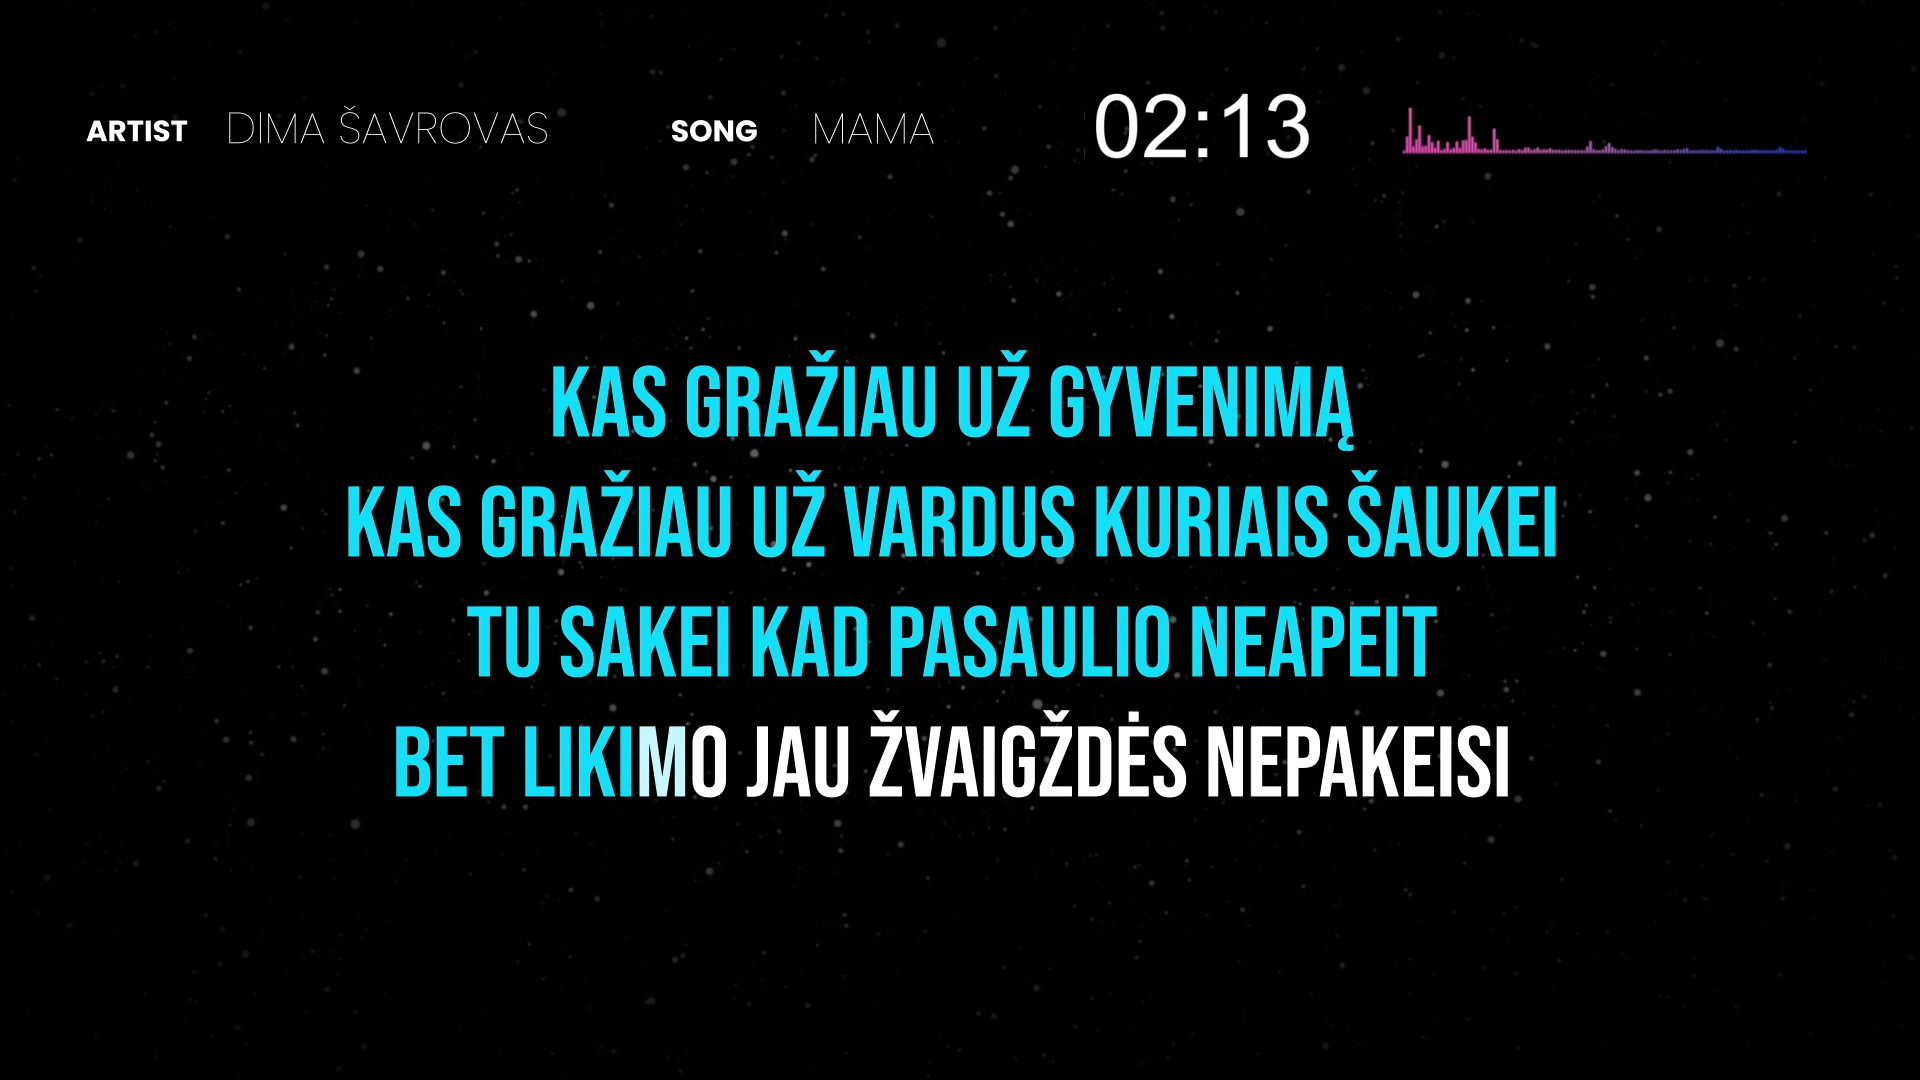 ARTIST DIMA ŠAVROVAS SONG MAMA 02:13
KAS GRAŽIAU UŽ GYVENIMĄ
KAS GRAŽIAU UŽ VARDUS KURIAIS ŠAUKEI
TU SAKEI KAD PASAULIO NEAPEIT
BET LIKIMO JAU ŽVAIGŽDĖS NEPAKEISI